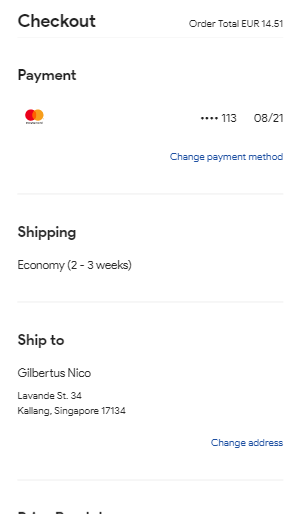 Checkout
Order Total EUR 14.51
Payment
•••• 113 08/21
Change payment method
Shipping
Economy (2 - 3 weeks)
Ship to
Gilbertus Nico
Lavande St. 34
Kallang, Singapore 17134
Change address